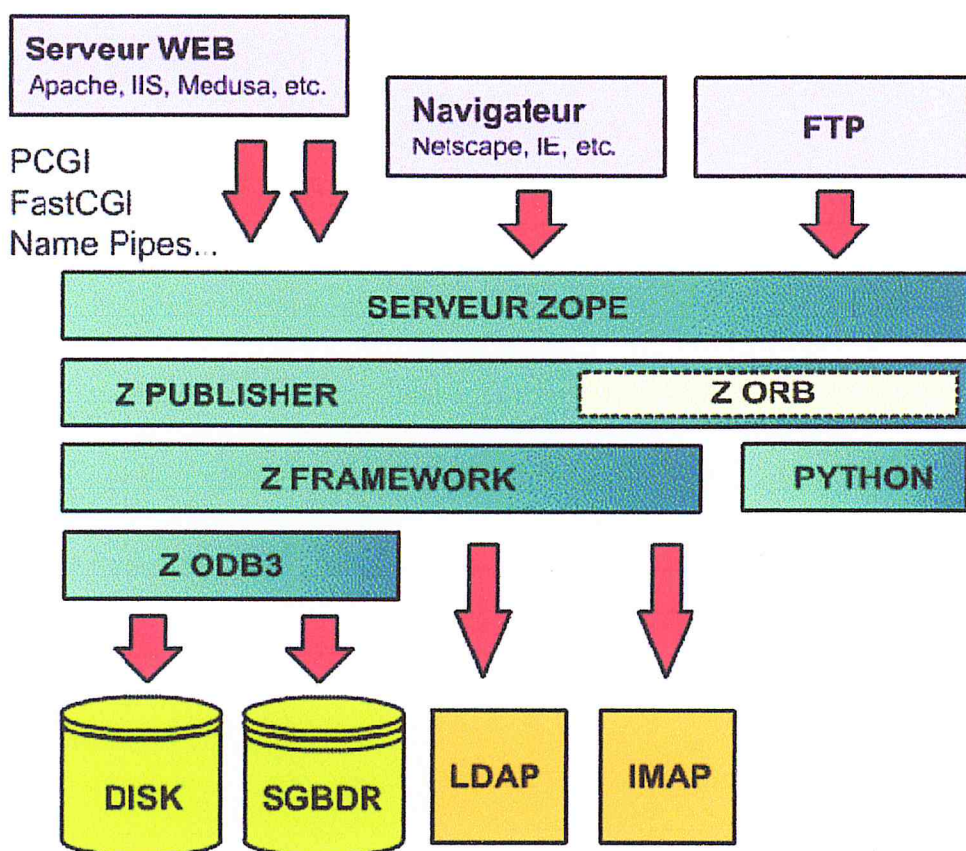 Serveur WEB
Apache, IIS, Medusa, etc.
Navigateur
Netscape, IE, etc.
FTP
PCGI
FastCGI
Name Pipes...
SERVEUR ZOPE
Z PUBLISHER
Z ORB
Z FRAMEWORK
PYTHON
Z ODB3
DISK
SGBDR
LDAP
IMAP